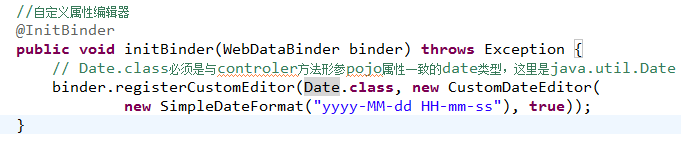 //自定义属性编辑器
@InitBinder
public void initBinder(WebDataBinder binder) throws Exception {
// Date.class必须是与controler方法形参pojo属性一致的date类型，这里是java.util.Date
binder.registerCustomEditor(Date.class, new CustomDateEditor(
new SimpleDateFormat("yyyy-MM-dd HH-mm-ss"), true));
}